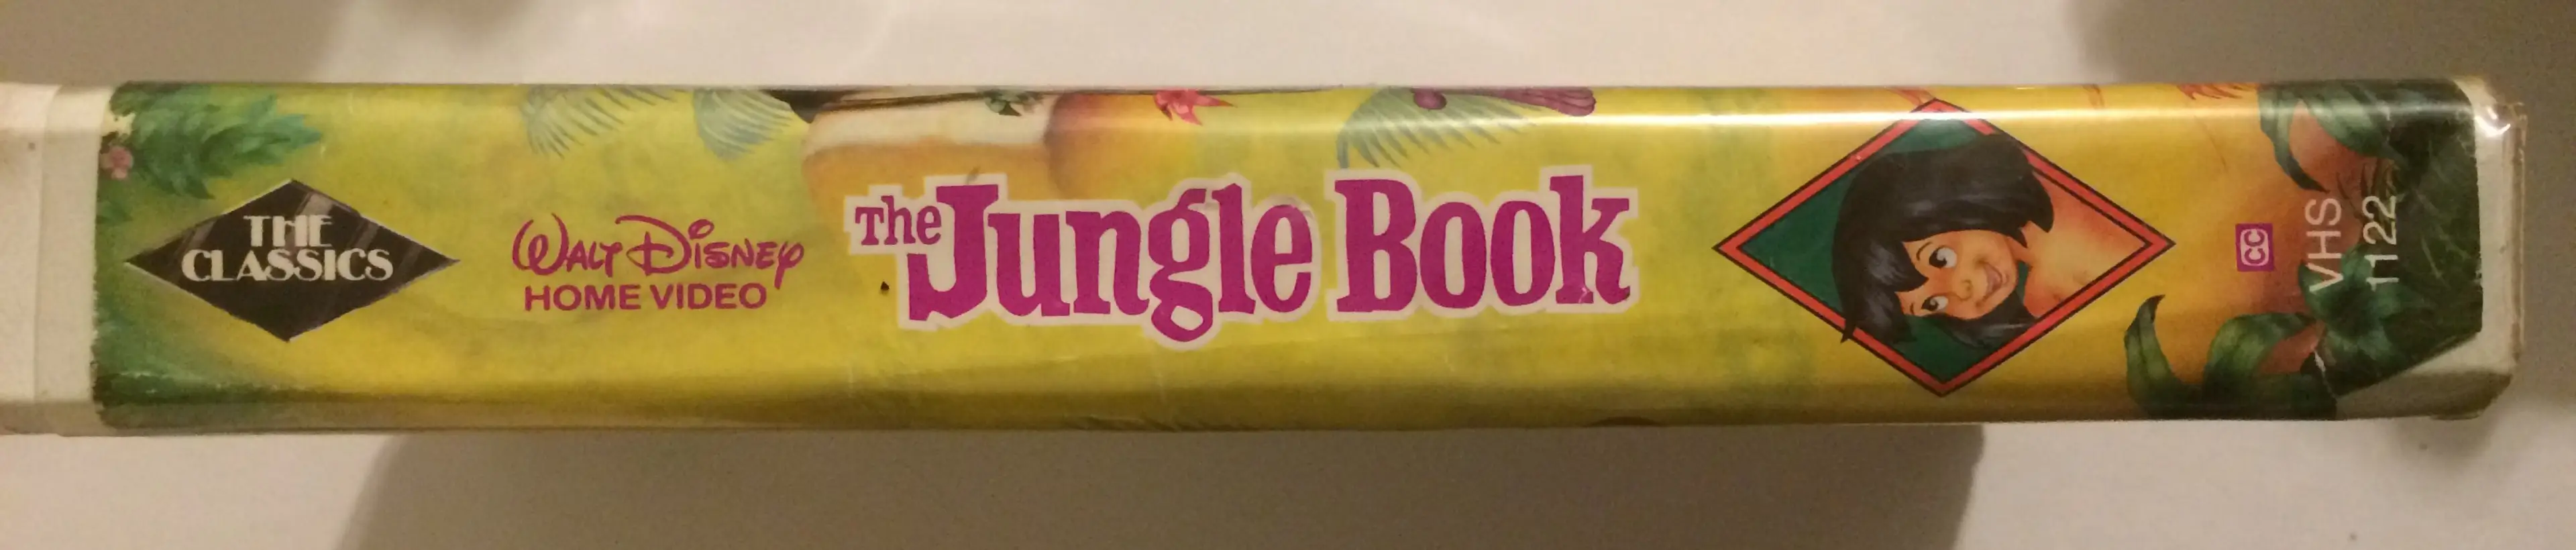 THE
CLASSICS
WALT DISNEY
HOME VIDEO
The Jungle Book
CC
VHS
1122